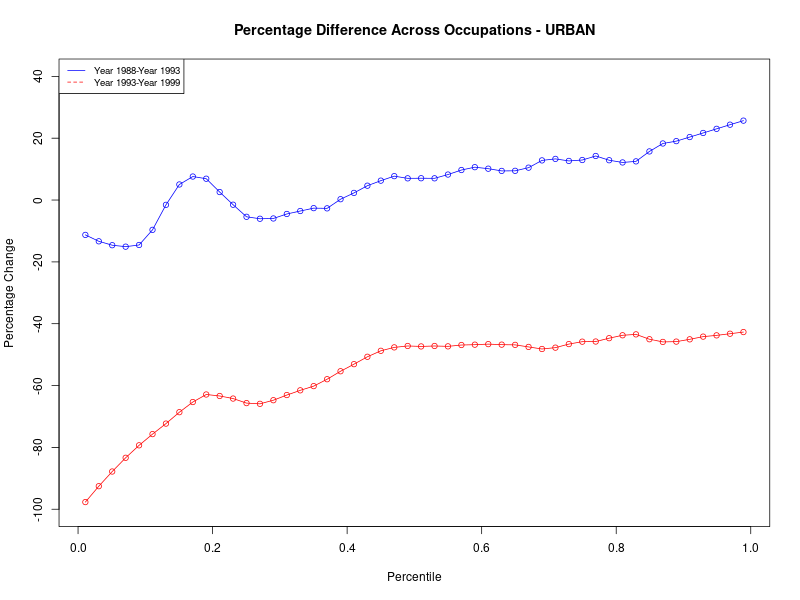 Percentage Difference Across Occupations - URBAN
Year 1988-Year 1993
Year 1993-Year 1999
Percentage Change
40
20
0
-20
-40
-60
-80
-100
0.0 0.2 0.4 0.6 0.8 1.0
Percentile